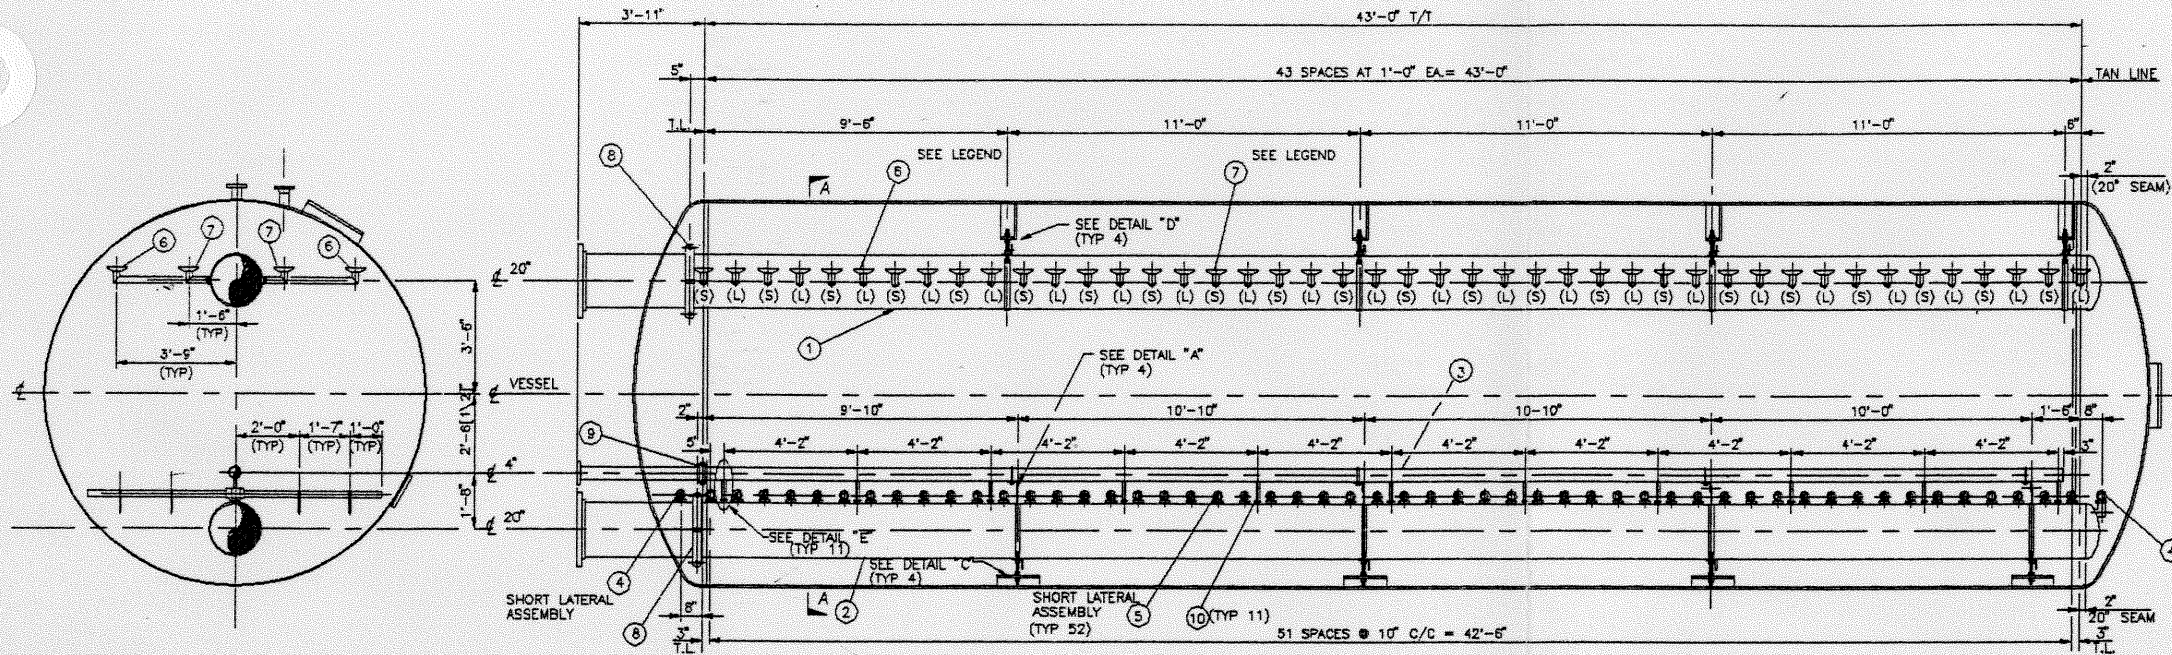 3'-11"
43'-0" T/T
5"
43 SPACES AT 1'-0" EA.= 43'-0"
TAN LINE
T.L.
9'-6"
11'-0"
11'-0"
11'-0"
6"
8
SEE LEGEND
6
SEE LEGEND
7
2"
(20" SEAM)
A
SEE DETAIL "D"
(TYP 4)
6
7
7
6
℄ 20"
(S) (L) (S) (L) (S) (L) (S) (L) (S) (L) (S) (L) (S) (L) (S) (L) (S) (L) (S) (L) (S) (L) (S) (L) (S) (L) (S) (L) (S) (L) (S) (L) (S) (L) (S) (L) (S) (L) (S) (L) (S) (L) (S) (L)
1'-6"
(TYP)
3'-6"
3'-9"
(TYP)
1
SEE DETAIL "A"
(TYP 4)
3
℄
℄ VESSEL
2"
9'-10"
10'-10"
10-10"
10'-0"
1'-6"
8"
2'-0"
(TYP)
1'-7"
(TYP)
1'-0"
(TYP)
2'-6[1\2]"
9
5"
4'-2"
4'-2"
4'-2"
4'-2"
4'-2"
4'-2"
4'-2"
4'-2"
4'-2"
4'-2"
3"
℄ 4"
1'-8"
℄ 20"
SEE DETAIL "E"
(TYP 11)
SEE DETAIL "C"
(TYP 4)
4
4
SHORT LATERAL
ASSEMBLY
8"
8
A
2
SHORT LATERAL
ASSEMBLY
(TYP 52)
5
10
(TYP 11)
2"
20" SEAM
3"
T.L.
51 SPACES @ 10" C/C = 42'-6"
3"
T.L.